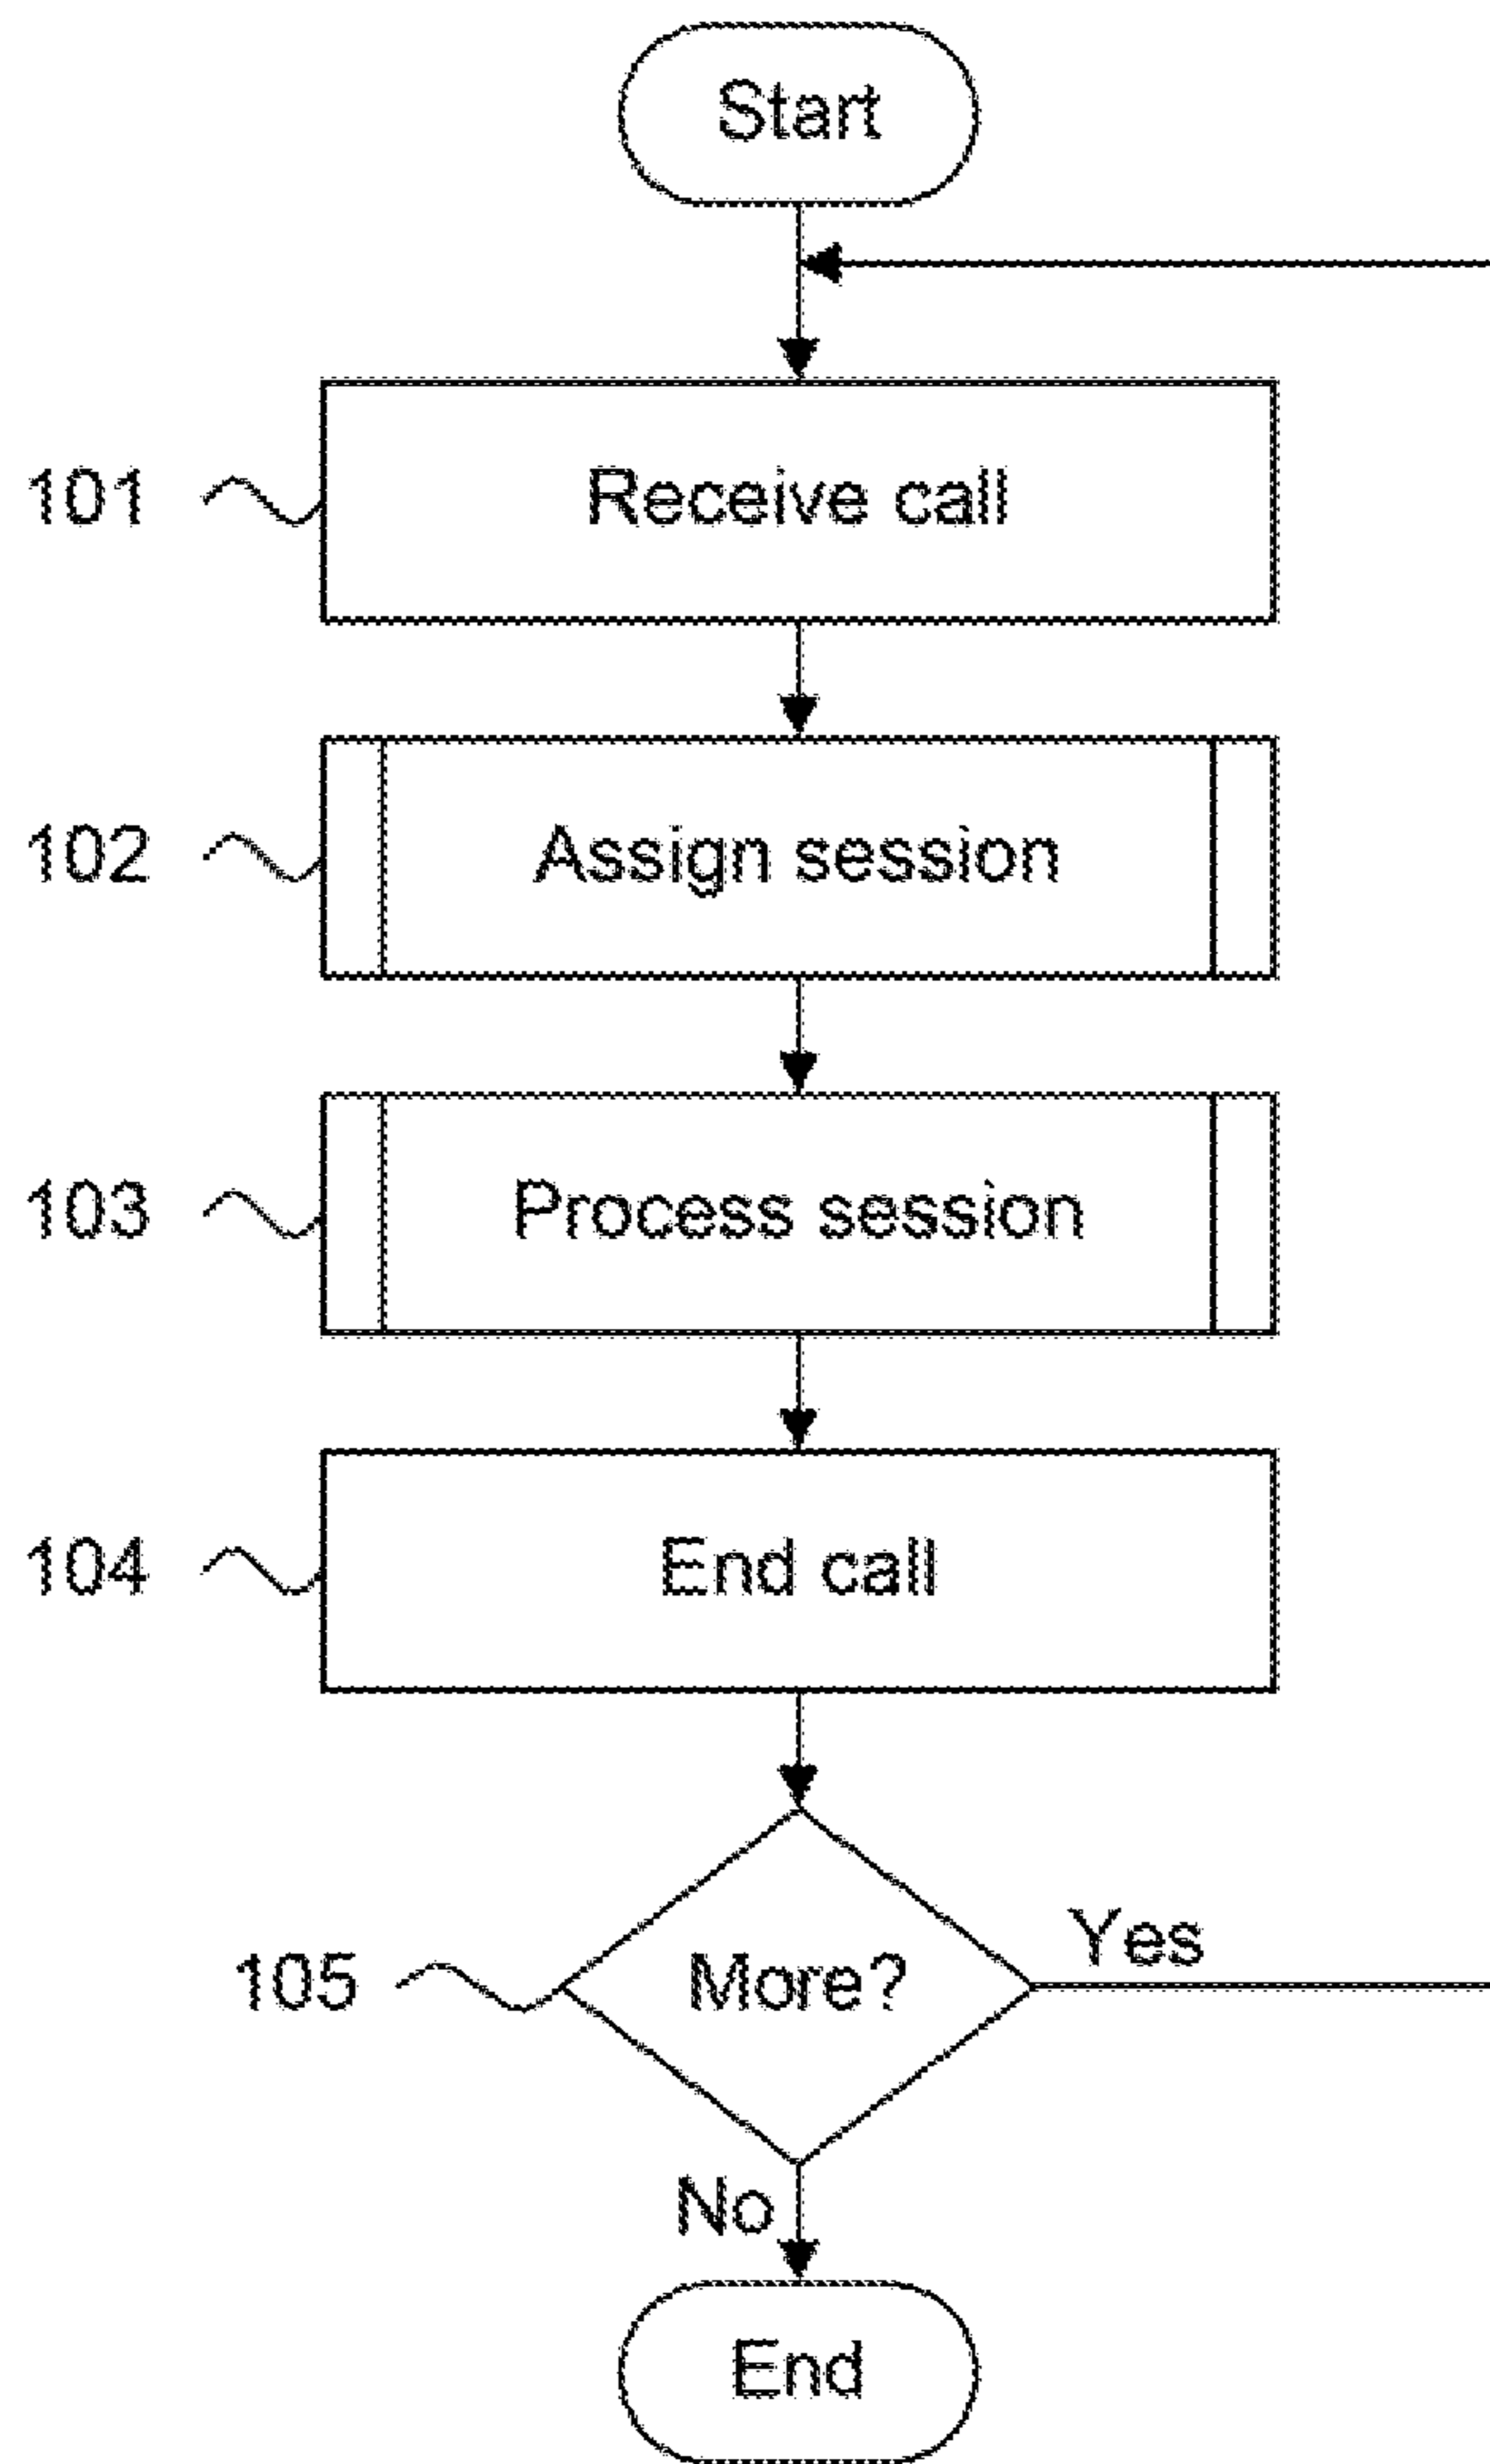 Start
101 Receive call
102 Assign session
103 Process session
104 End call
105 More? Yes
No
End